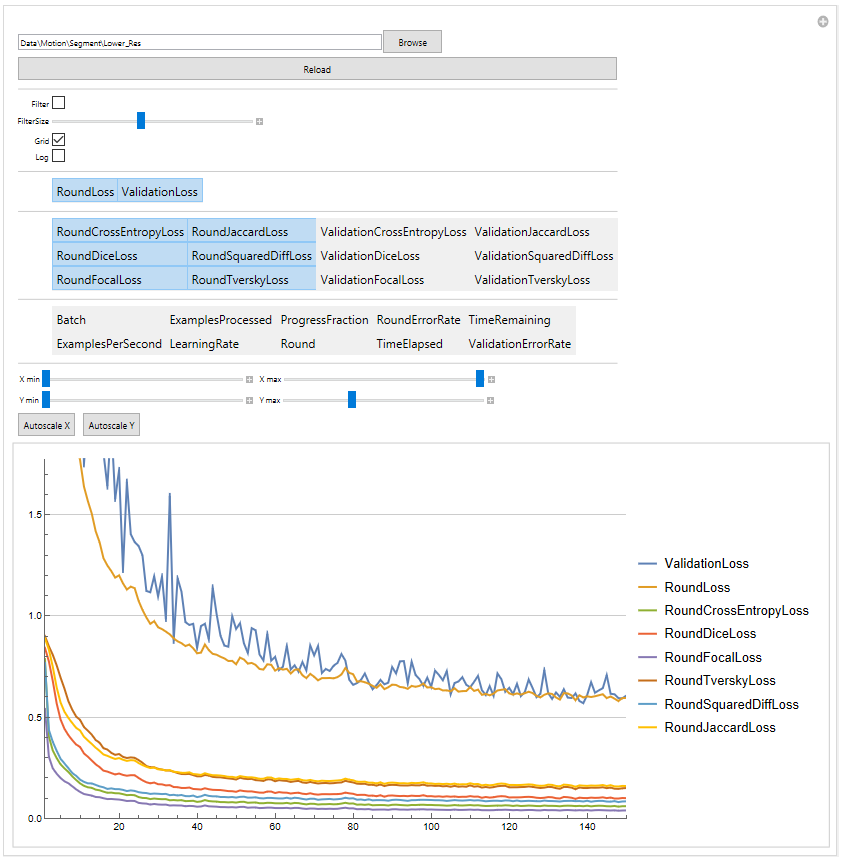 Data\Motion\Segment\Lower_Res Browse
Reload
Filter
FilterSize
Grid
Log
RoundLoss ValidationLoss
RoundCrossEntropyLoss RoundJaccardLoss ValidationCrossEntropyLoss ValidationJaccardLoss
RoundDiceLoss RoundSquaredDiffLoss ValidationDiceLoss ValidationSquaredDiffLoss
RoundFocalLoss RoundTverskyLoss ValidationFocalLoss ValidationTverskyLoss
Batch ExamplesProcessed ProgressFraction RoundErrorRate TimeRemaining
ExamplesPerSecond LearningRate Round TimeElapsed ValidationErrorRate
X min X max
Y min Y max
Autoscale X Autoscale Y
1.5
1.0
0.5
0.0
20 40 60 80 100 120 140
ValidationLoss
RoundLoss
RoundCrossEntropyLoss
RoundDiceLoss
RoundFocalLoss
RoundTverskyLoss
RoundSquaredDiffLoss
RoundJaccardLoss